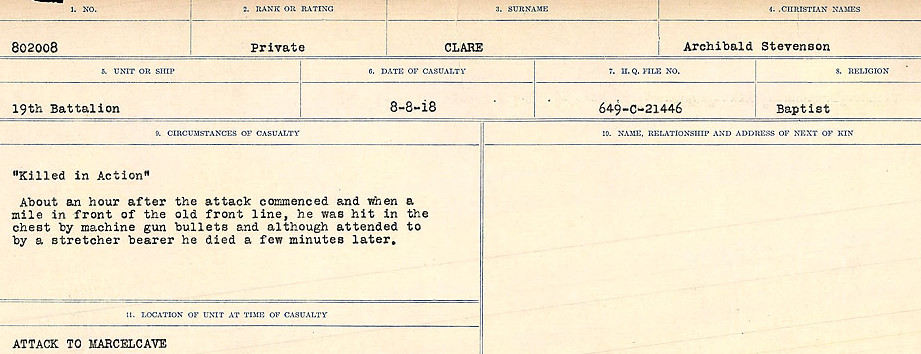 1. NO. 2. RANK OR RATING 3. SURNAME 4. CHRISTIAN NAMES
802008 Private CLARE Archibald Stevenson
5. UNIT OR SHIP 6. DATE OF CASUALTY 7. H.Q. FILE NO. 8. RELIGION
19th Battalion 8-8-18 649-C-21446 Baptist
9. CIRCUMSTANCES OF CASUALTY 10. NAME, RELATIONSHIP AND ADDRESS OF NEXT OF KIN
"Killed in Action"
About an hour after the attack commenced and when a
mile in front of the old front line, he was hit in the
chest by machine gun bullets and although attended to
by a stretcher bearer he died a few minutes later.
11. LOCATION OF UNIT AT TIME OF CASUALTY
ATTACK TO MARCELCAVE